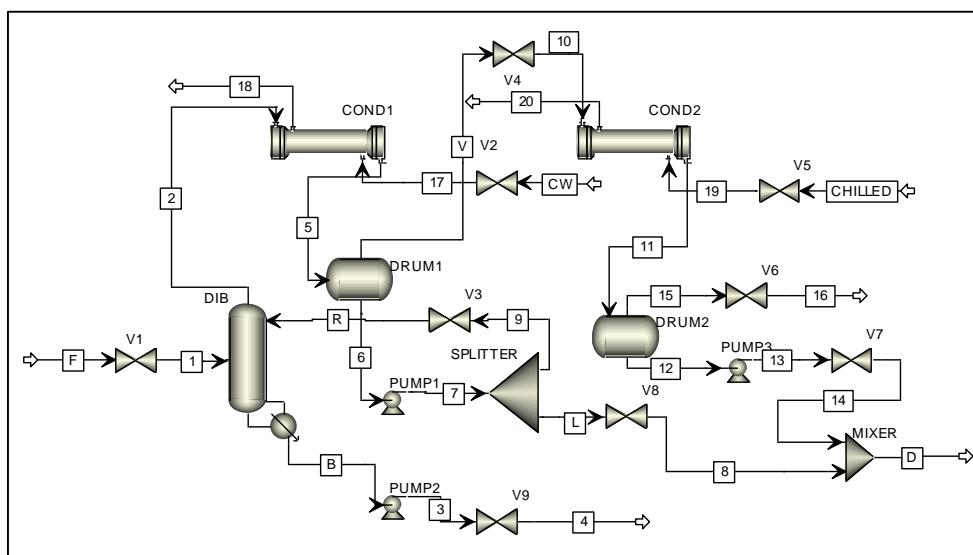 10
18
V4
20
COND1
COND2
V
V2
V5
2
17
CW
19
CHILLED
5
11
DRUM1
V6
15
16
DIB
V3
DRUM2
R
9
V7
V1
6
SPLITTER
PUMP3
13
F
1
12
PUMP1
V8
7
14
L
MIXER
B
D
PUMP2
8
V9
3
4